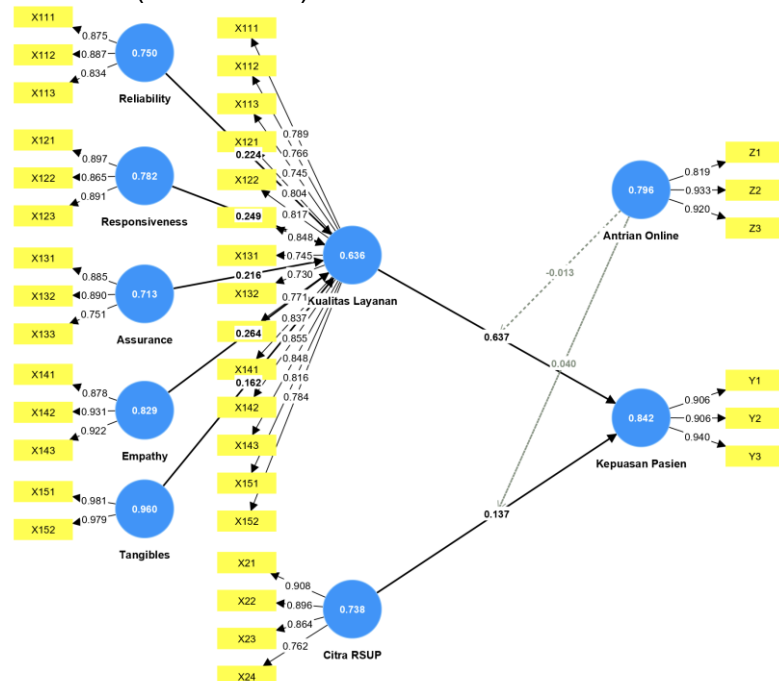 X111
0.875
X112
0.887
X113
0.834
0.750
Reliability
X121
0.897
X122
0.865
X123
0.891
0.782
Responsiveness
X131
0.885
X132
0.890
X133
0.751
0.713
Assurance
X141
0.878
X142
0.931
X143
0.922
0.829
Empathy
X151
0.981
X152
0.979
0.960
Tangibles
X111
X112
X113
X121
X122
X131
X132
X141
X142
X143
X151
X152
0.789
0.766
0.745
0.804
0.817
0.848
0.745
0.730
0.771
0.837
0.855
0.848
0.816
0.784
0.224
0.249
0.216
0.264
0.162
0.636
Kualitas Layanan
X21
0.908
X22
0.896
X23
0.864
X24
0.762
0.738
Citra RSUP
-0.013
0.637
0.040
0.137
0.796
Antrian Online
Z1
0.819
Z2
0.933
Z3
0.920
0.842
Kepuasan Pasien
Y1
0.906
Y2
0.906
Y3
0.940